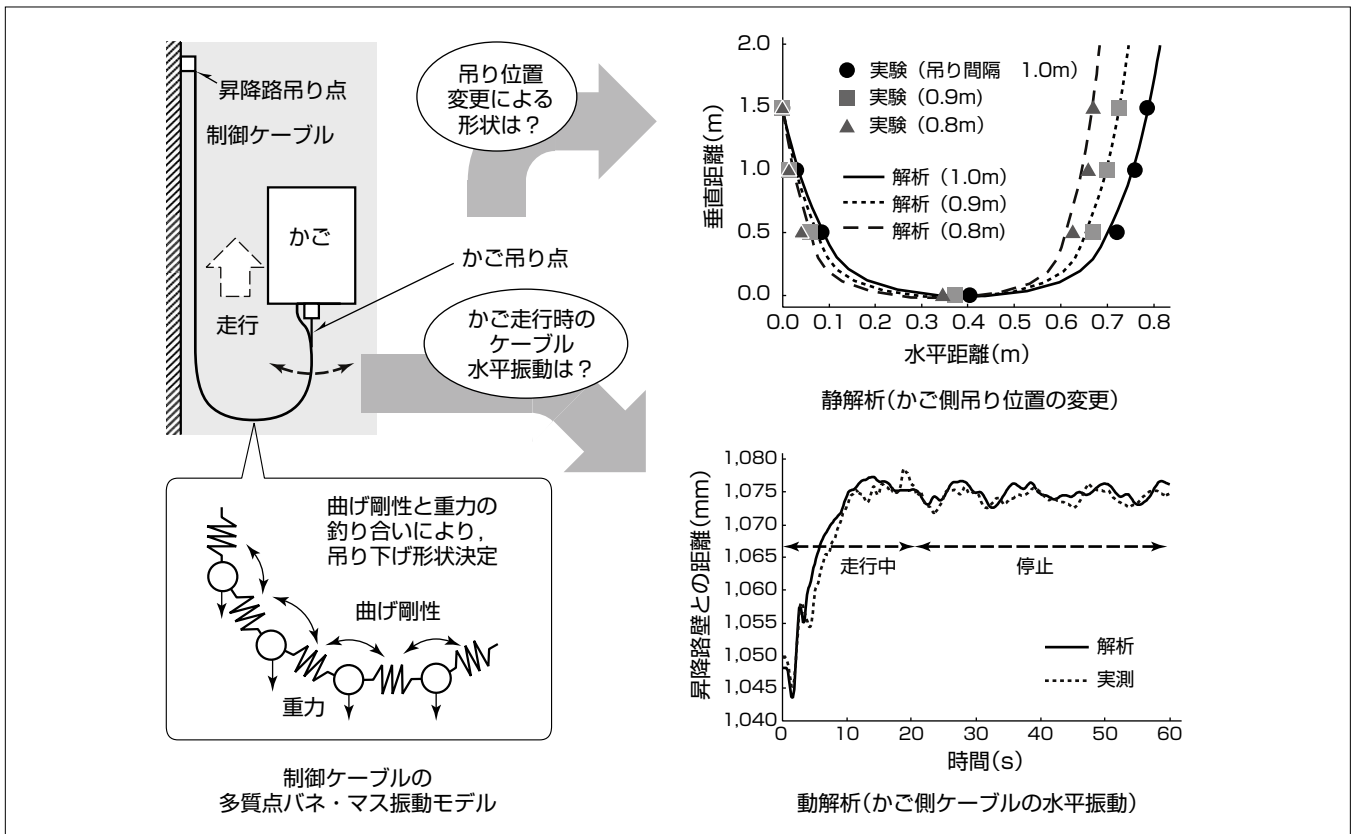 昇降路吊り点
制御ケーブル
かご
走行
かご吊り点
吊り位置
変更による
形状は？
かご走行時の
ケーブル
水平振動は？
曲げ剛性と重力の
釣り合いにより，
吊り下げ形状決定
曲げ剛性
重力
制御ケーブルの
多質点バネ・マス振動モデル
垂直距離(m)
2.0
1.5
1.0
0.5
0.0
実験（吊り間隔　1.0m）
実験（0.9m）
実験（0.8m）
解析（1.0m）
解析（0.9m）
解析（0.8m）
0.0 0.1 0.2 0.3 0.4 0.5 0.6 0.7 0.8
水平距離(m)
静解析(かご側吊り位置の変更)
昇降路壁との距離(mm)
1,080
1,075
1,070
1,065
1,060
1,055
1,050
1,045
1,040
走行中
停止
解析
実測
0 10 20 30 40 50 60
時間(s)
動解析(かご側ケーブルの水平振動)